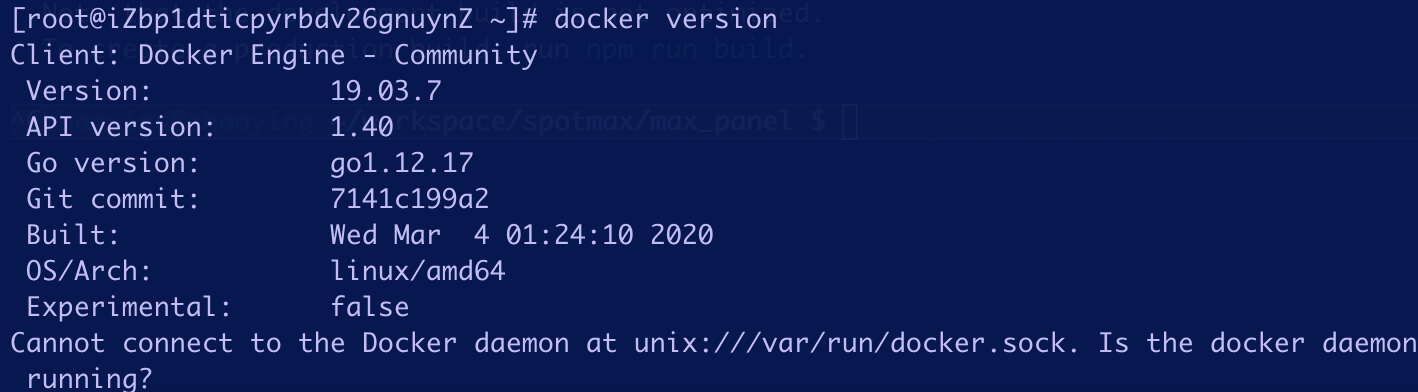 [root@iZbp1dticpyrbdv26gnuynZ ~]# docker version
Client: Docker Engine - Community
 Version:           19.03.7
 API version:       1.40
 Go version:        go1.12.17
 Git commit:        7141c199a2
 Built:             Wed Mar  4 01:24:10 2020
 OS/Arch:           linux/amd64
 Experimental:      false
Cannot connect to the Docker daemon at unix:///var/run/docker.sock. Is the docker daemon
 running?